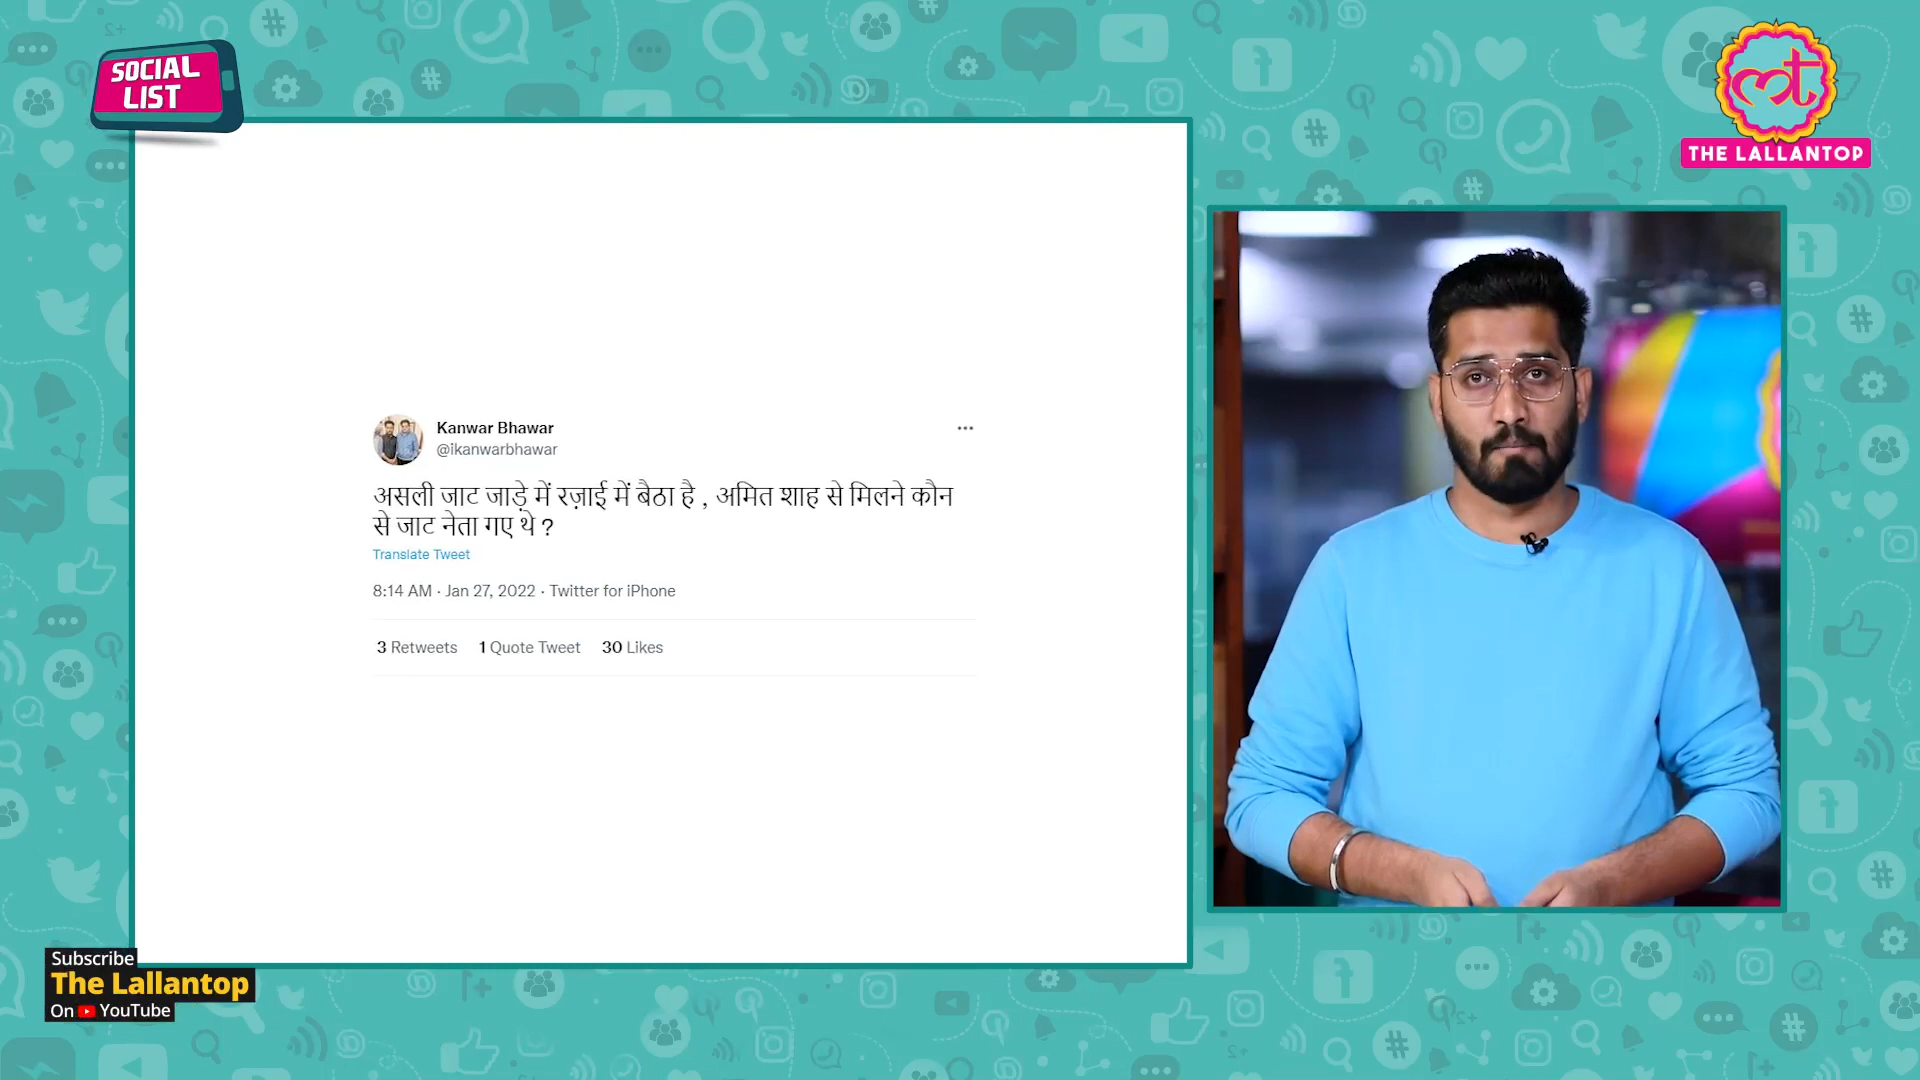 SOCIAL
LIST
THE LALLANTOP
Kanwar Bhawar
@ikanwarbhawar
असली जाट जाड़े में रज़ाई में बैठा है , अमित शाह से मिलने कौन
से जाट नेता गए थे ?
Translate Tweet
8:14 AM · Jan 27, 2022 · Twitter for iPhone
3 Retweets 1 Quote Tweet 30 Likes
Subscribe
The Lallantop
On YouTube